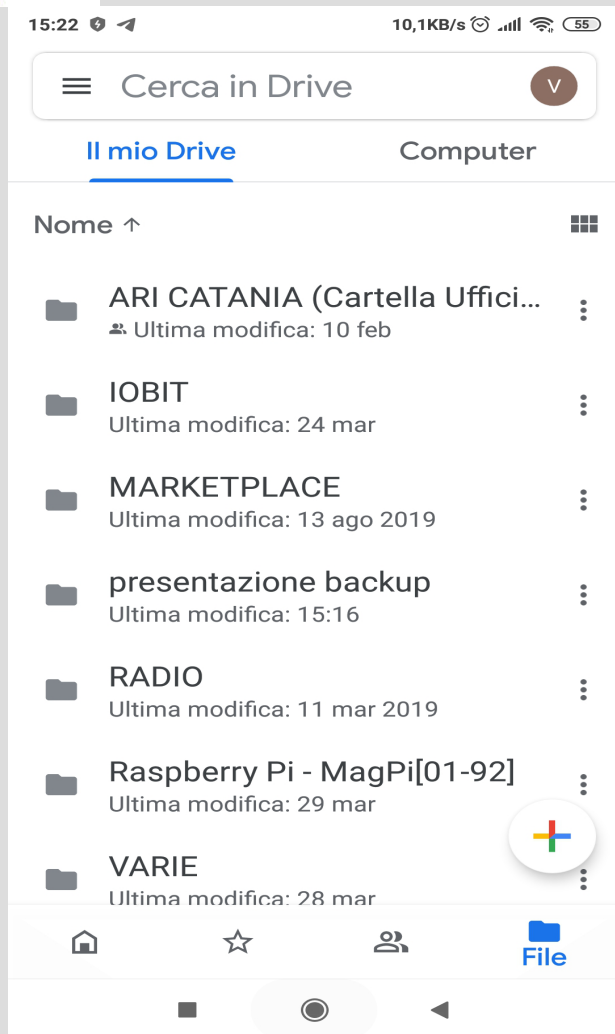 15:22 10,1KB/s 55
Cerca in Drive V
Il mio Drive Computer
Nome ↑
ARI CATANIA (Cartella Uffici...
Ultima modifica: 10 feb
IOBIT
Ultima modifica: 24 mar
MARKETPLACE
Ultima modifica: 13 ago 2019
presentazione backup
Ultima modifica: 15:16
RADIO
Ultima modifica: 11 mar 2019
Raspberry Pi - MagPi[01-92]
Ultima modifica: 29 mar
VARIE
Ultima modifica: 28 mar
File